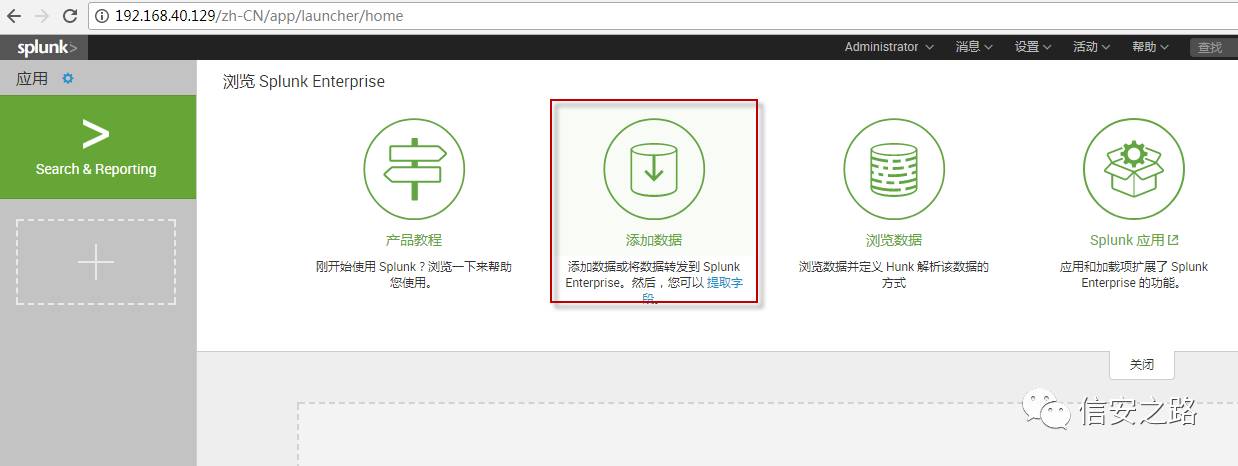 192.168.40.129/zh-CN/app/launcher/home
splunk>
Administrator 消息 设置 活动 帮助 查找
应用
浏览 Splunk Enterprise
>
Search & Reporting
产品教程
刚开始使用 Splunk？浏览一下来帮助
您使用。
添加数据
添加数据或将数据转发到 Splunk
Enterprise。然后，您可以 提取字
段。
浏览数据
浏览数据并定义 Hunk 解析该数据的
方式
Splunk 应用
应用和加载项扩展了 Splunk
Enterprise 的功能。
关闭
信安之路